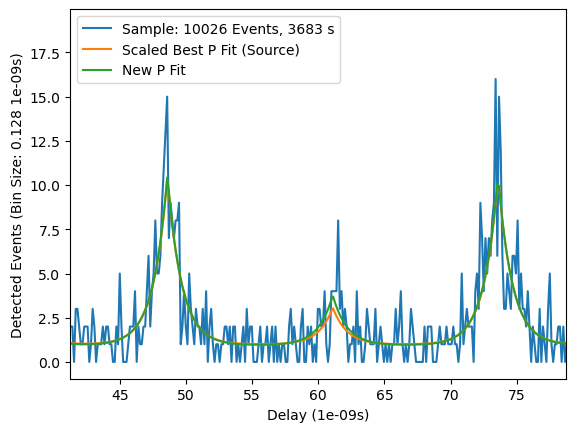 Sample: 10026 Events, 3683 s
Scaled Best P Fit (Source)
New P Fit
Detected Events (Bin Size: 0.128 1e-09s)
17.5
15.0
12.5
10.0
7.5
5.0
2.5
0.0
45 50 55 60 65 70 75
Delay (1e-09s)